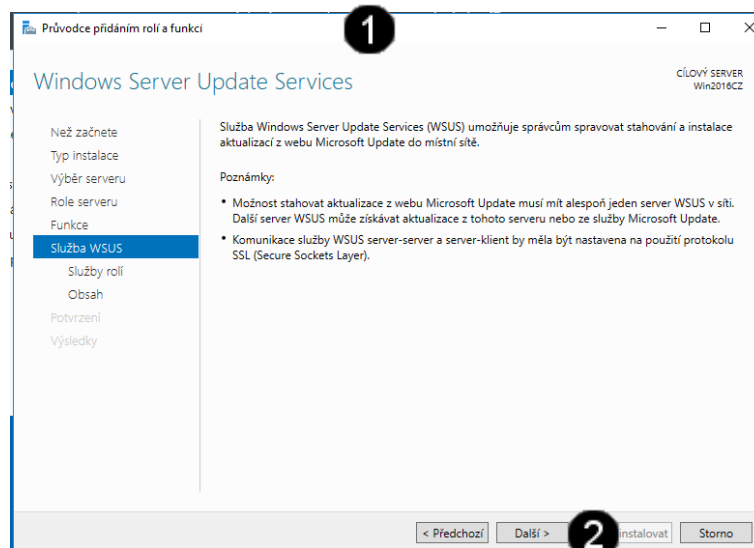 Průvodce přidáním rolí a funkcí
1
Windows Server Update Services
CÍLOVÝ SERVER
Win2016CZ
Než začnete
Typ instalace
Výběr serveru
Role serveru
Funkce
Služba WSUS
Služby rolí
Obsah
Potvrzení
Výsledky
Služba Windows Server Update Services (WSUS) umožňuje správcům spravovat stahování a instalace
aktualizací z webu Microsoft Update do místní sítě.
Poznámky:
• Možnost stahovat aktualizace z webu Microsoft Update musí mít alespoň jeden server WSUS v síti.
Další server WSUS může získávat aktualizace z tohoto serveru nebo ze služby Microsoft Update.
• Komunikace služby WSUS server-server a server-klient by měla být nastavena na použití protokolu
SSL (Secure Sockets Layer).
< Předchozí
Další >
2
instalovat
Storno